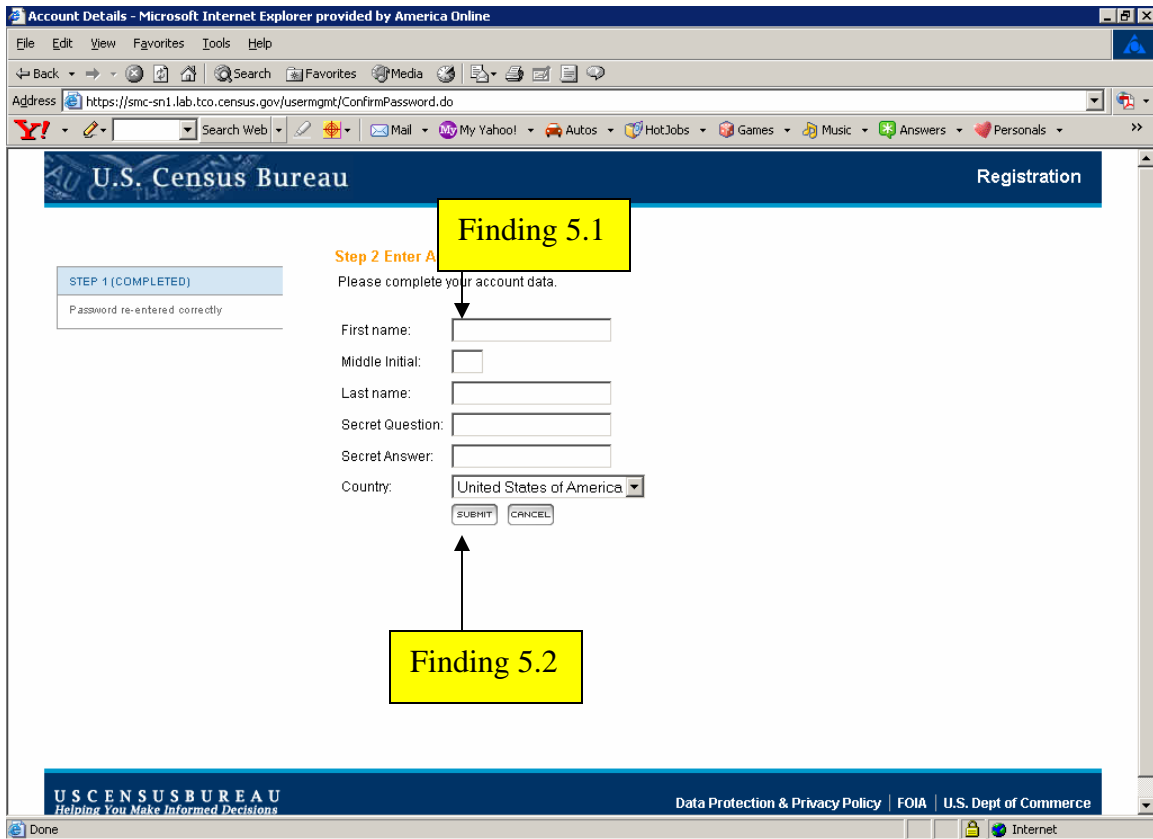 Account Details - Microsoft Internet Explorer provided by America Online
File Edit View Favorites Tools Help
Back Search Favorites Media
Address https://smc-sn1.lab.tco.census.gov/usermgmt/ConfirmPassword.do
Y! Search Web Mail My My Yahoo! Autos HotJobs Games Music Answers Personals »
U.S. Census Bureau Registration
Finding 5.1
Step 2 Enter A
STEP 1 (COMPLETED)
Please complete your account data.
Password re-entered correctly
First name:
Middle Initial:
Last name:
Secret Question:
Secret Answer:
Country: United States of America
SUBMIT CANCEL
Finding 5.2
USCENSUSBUREAU
Helping You Make Informed Decisions
Data Protection & Privacy Policy | FOIA | U.S. Dept of Commerce
Done Internet